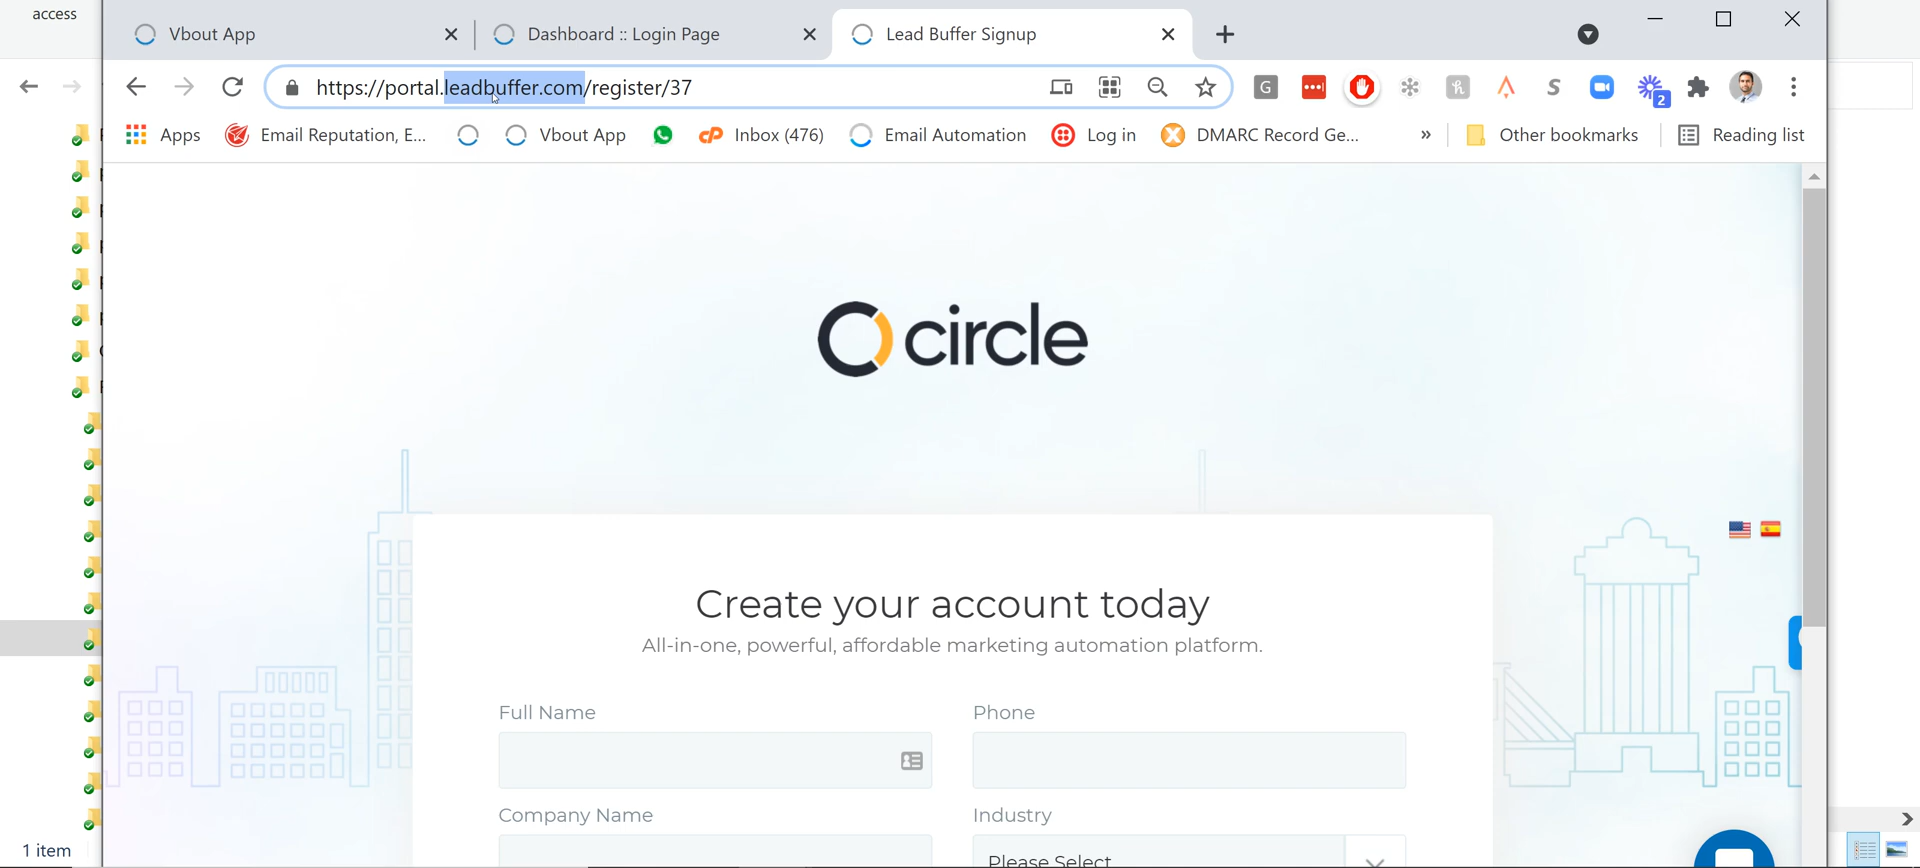 access
Vbout App
Dashboard :: Login Page
Lead Buffer Signup
https://portal.leadbuffer.com/register/37
G
h
S
2
Apps
Email Reputation, E...
Vbout App
cP
Inbox (476)
Email Automation
Log in
DMARC Record Ge...
»
Other bookmarks
Reading list
circle
Create your account today
All-in-one, powerful, affordable marketing automation platform.
Full Name
Phone
Company Name
Industry
Please Select
1 item